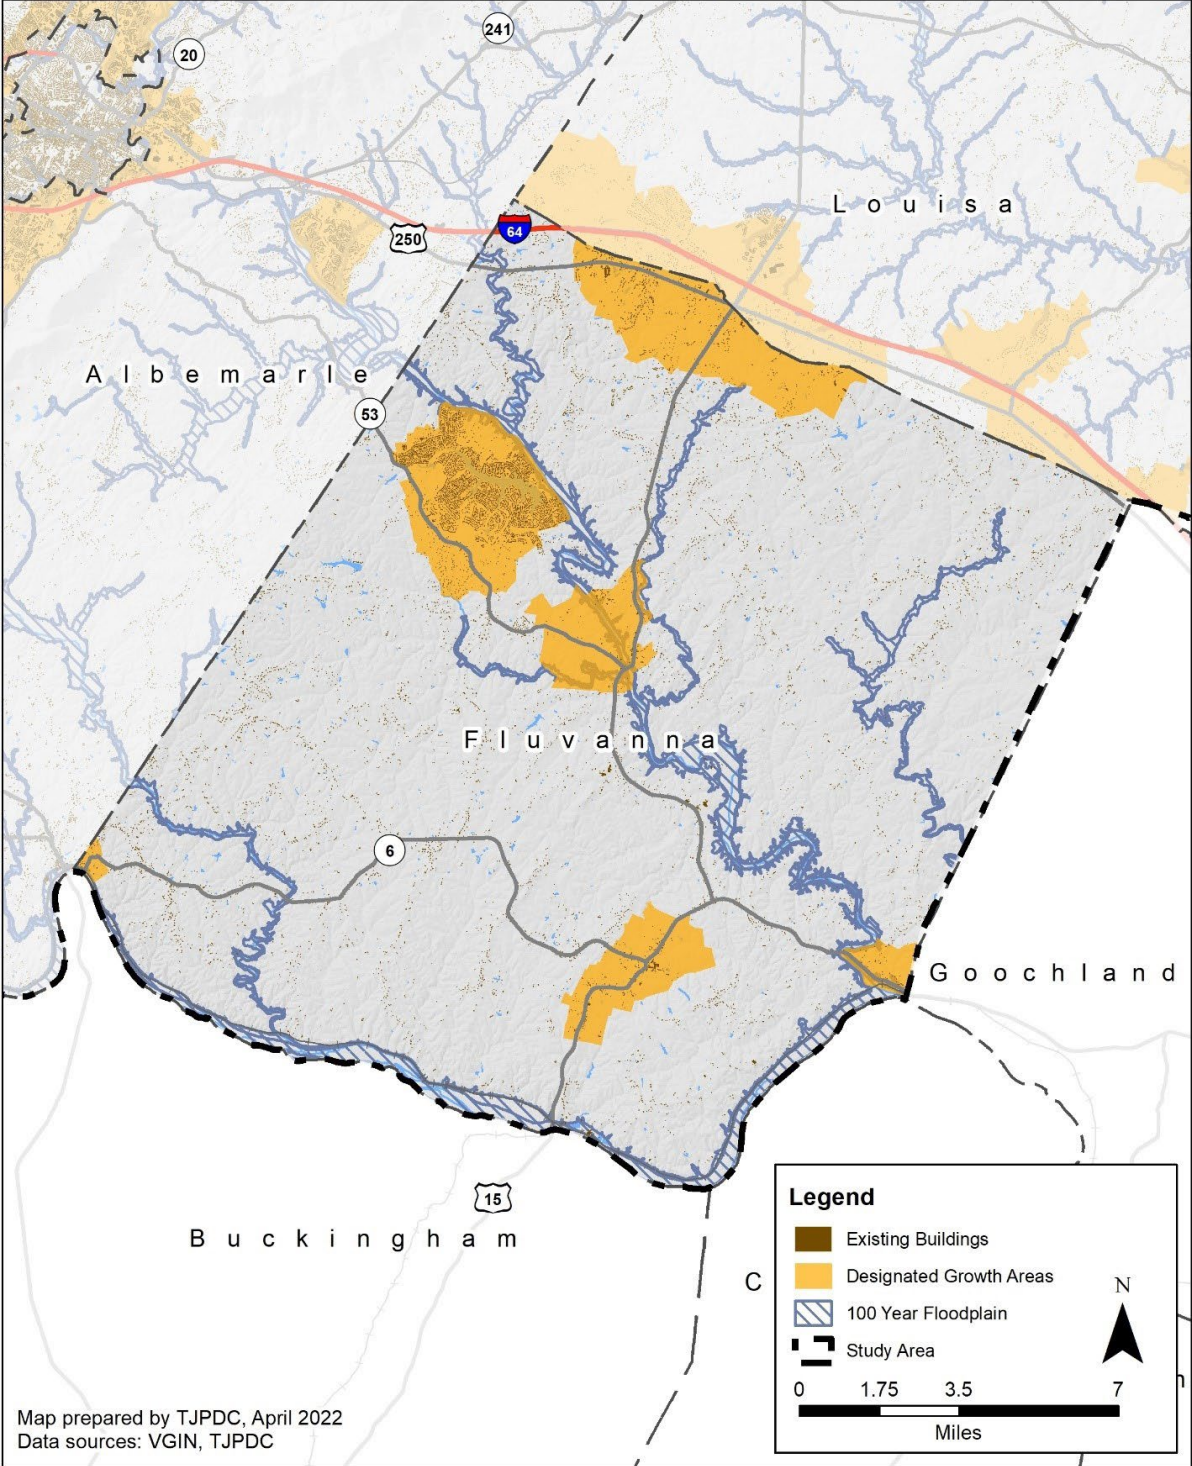 241
20
Louisa
250
64
Albemarle
53
Fluvanna
6
Goochland
15
Buckingham
C
Legend
Existing Buildings
Designated Growth Areas
100 Year Floodplain
Study Area
N
0 1.75 3.5 7
Miles
Map prepared by TJPDC, April 2022
Data sources: VGIN, TJPDC